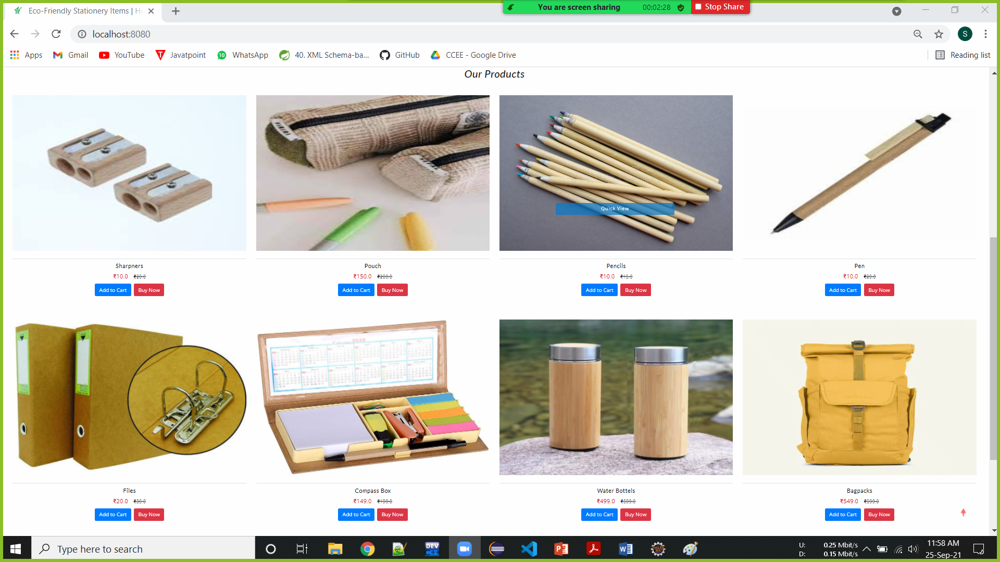 Eco-Friendly Stationery Items | Ho
You are screen sharing 00:02:28 Stop Share
localhost:8080
S
Apps Gmail YouTube Javatpoint 10 WhatsApp 40. XML Schema-ba... GitHub CCEE - Google Drive Reading list
Our Products
Quick View
Sharpners Pouch Pencils Pen
₹10.0 ₹20.0 ₹150.0 ₹200.0 ₹10.0 ₹15.0 ₹10.0 ₹20.0
Add to Cart Buy Now Add to Cart Buy Now Add to Cart Buy Now Add to Cart Buy Now
2020
Files Compass Box Water Bottels Bagpacks
₹20.0 ₹30.0 ₹149.0 ₹199.0 ₹499.0 ₹599.0 ₹549.0 ₹599.0
Add to Cart Buy Now Add to Cart Buy Now Add to Cart Buy Now Add to Cart Buy Now
Type here to search
DEV
U: 0.25 Mbit/s
D: 0.15 Mbit/s
11:58 AM
25-Sep-21